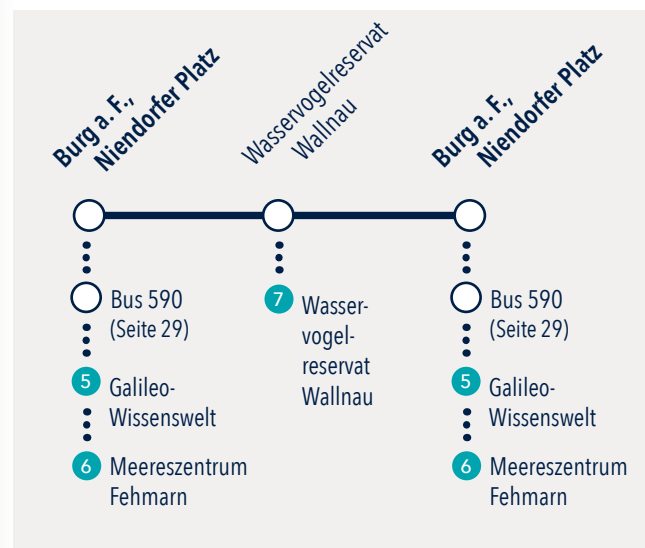 Burg a. F.,
Niendorfer Platz
Wasservogelreservat
Wallnau
Burg a. F.,
Niendorfer Platz
Bus 590
(Seite 29)
5 Galileo-
Wissenswelt
6 Meereszentrum
Fehmarn
7 Wasser-
vogel-
reservat
Wallnau
Bus 590
(Seite 29)
5 Galileo-
Wissenswelt
6 Meereszentrum
Fehmarn